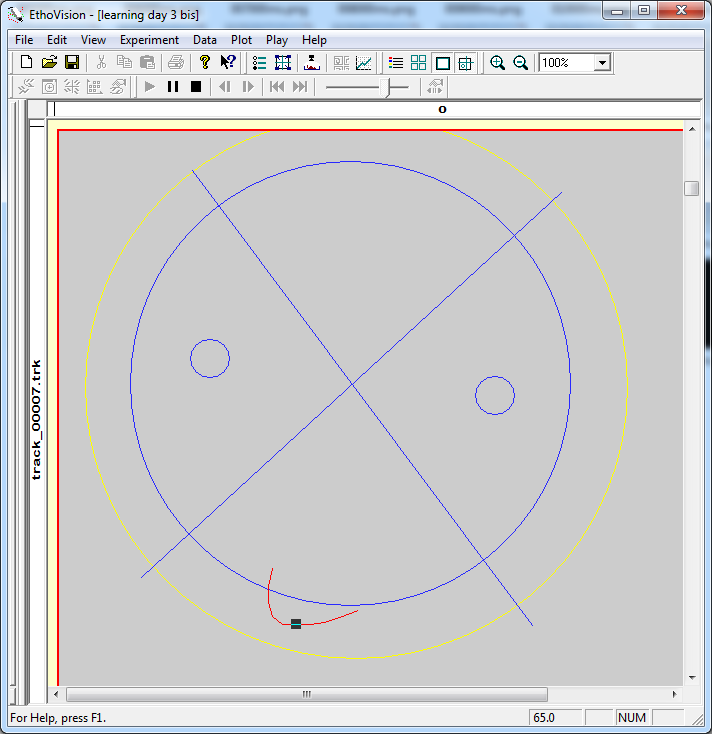 EthoVision - [learning day 3 bis]
File Edit View Experiment Data Plot Play Help
100%
0
track_00007.trk
For Help, press F1.
65.0
NUM